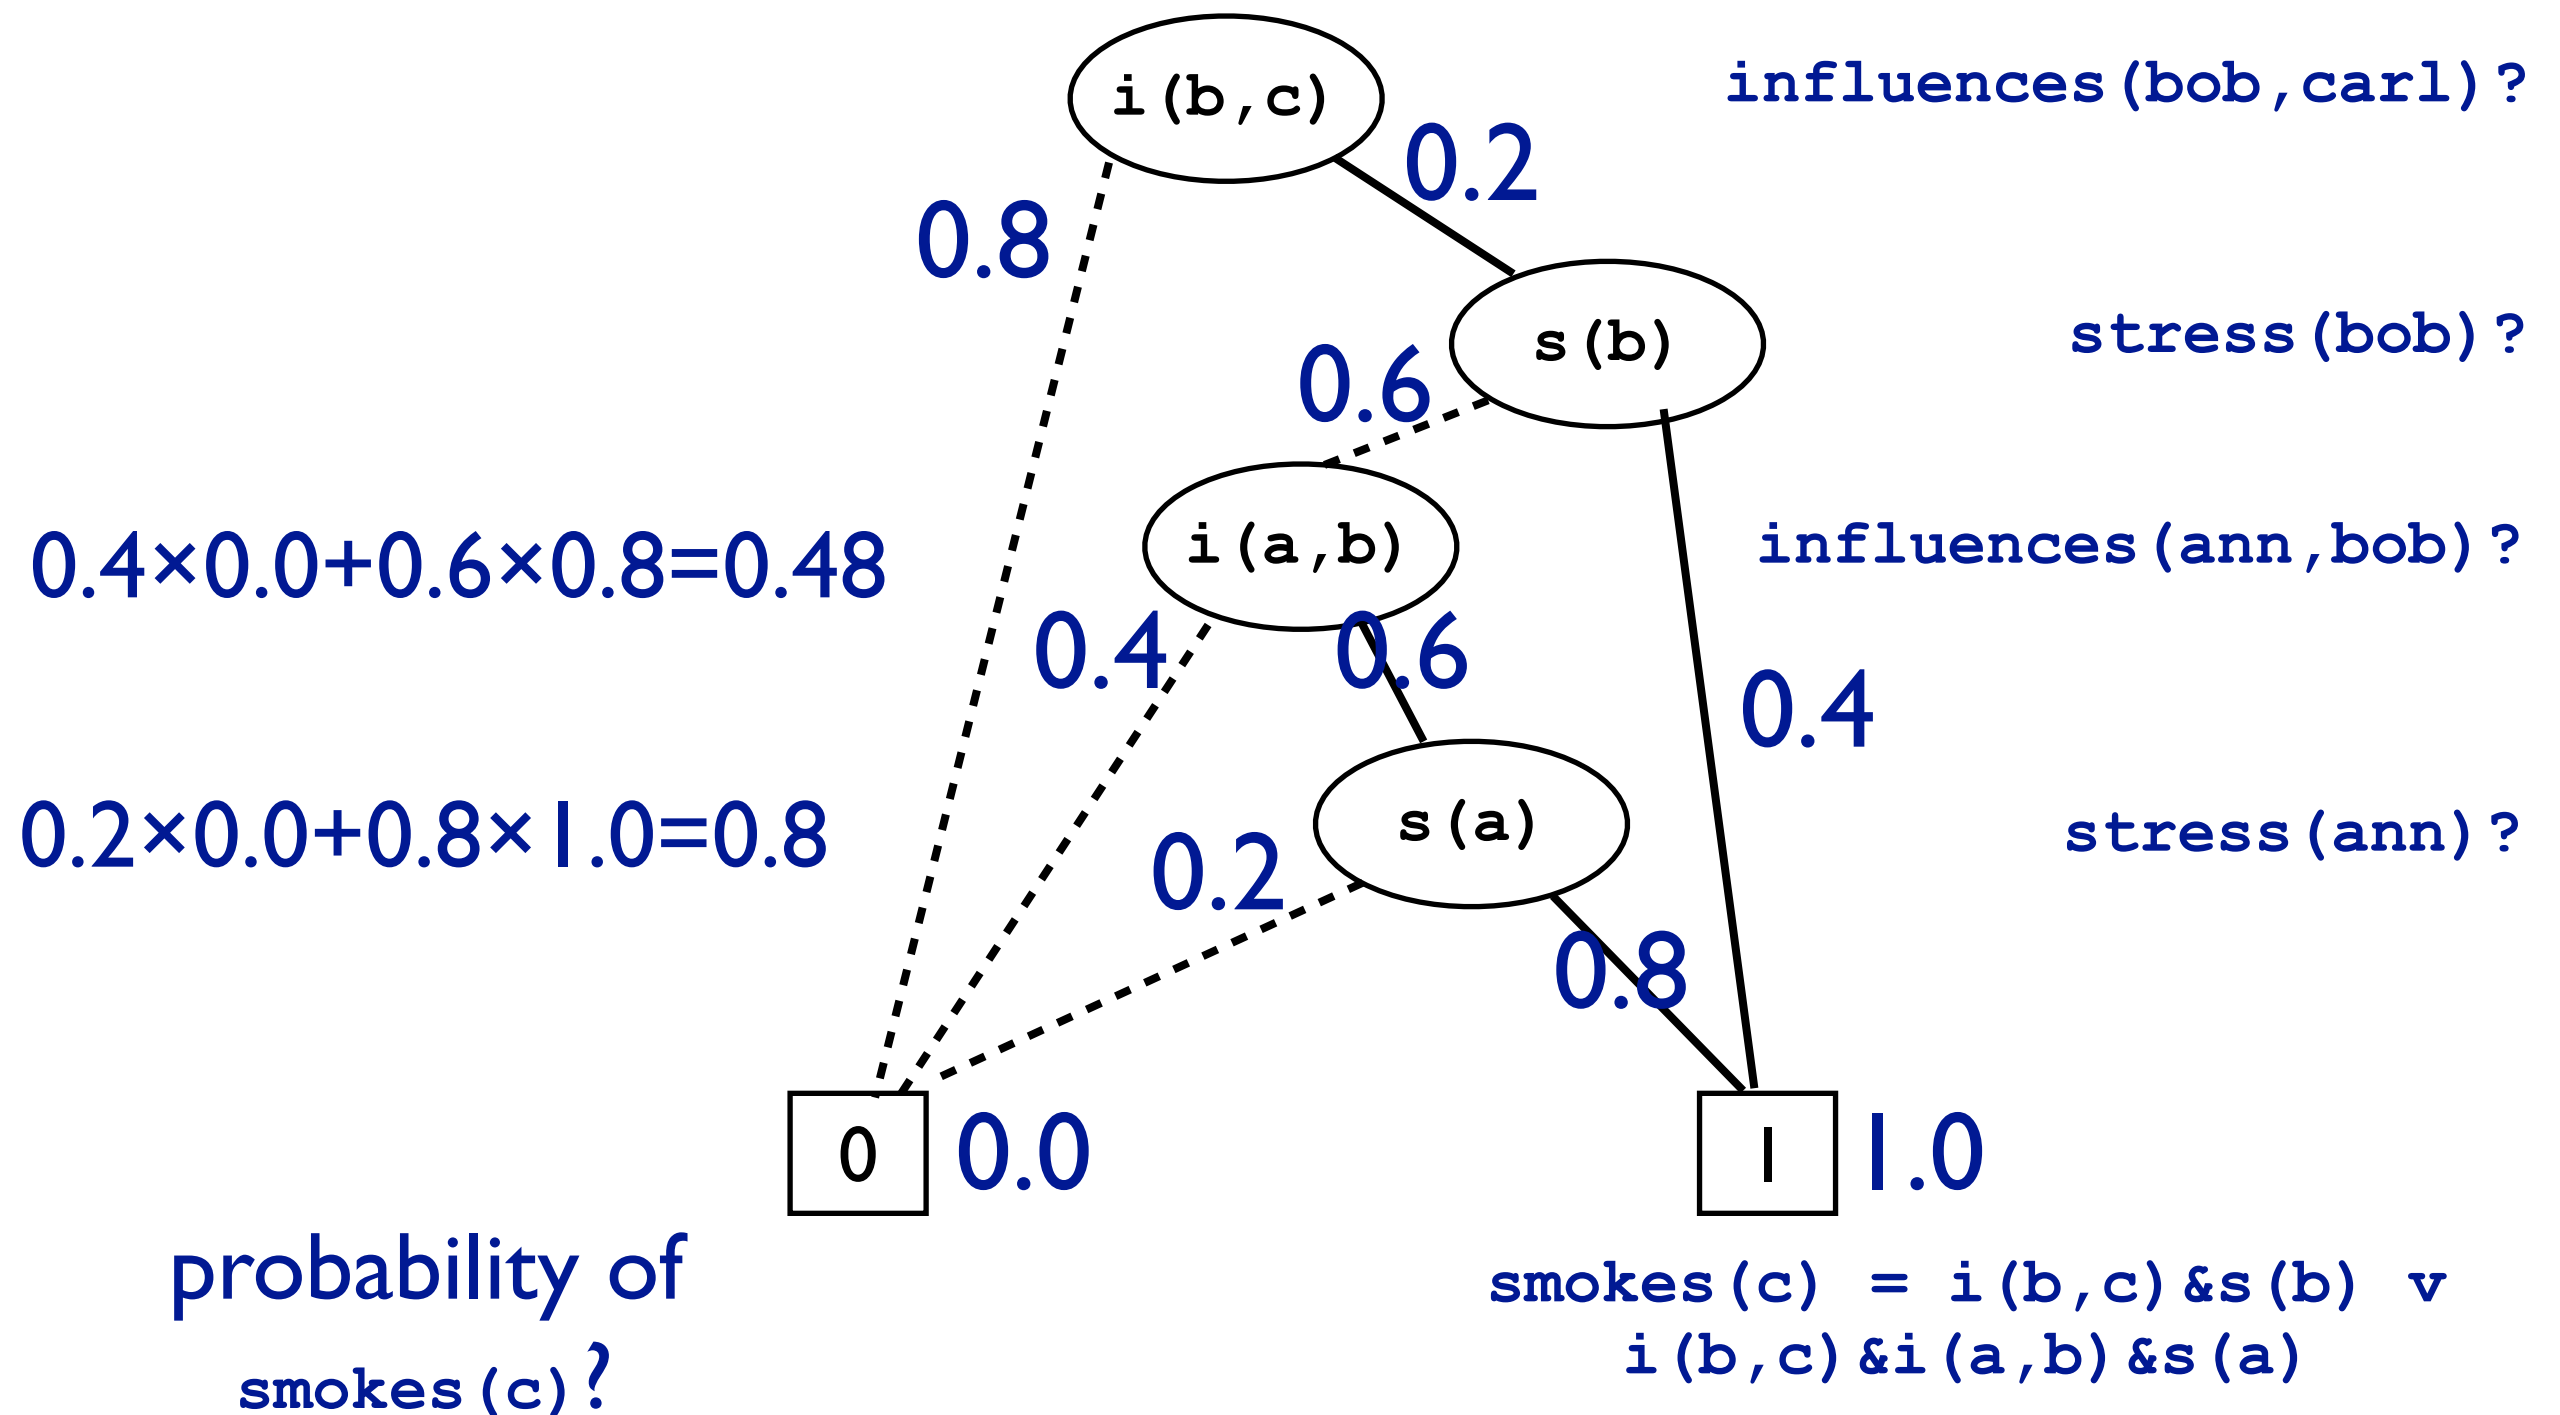 i(b,c)
influences(bob,carl)?
0.2
0.8
s(b)
stress(bob)?
0.6
i(a,b)
influences(ann,bob)?
0.4×0.0+0.6×0.8=0.48
0.4
0.6
0.4
s(a)
stress(ann)?
0.2×0.0+0.8×1.0=0.8
0.2
0.8
0
0.0
1
1.0
probability of
smokes(c)?
smokes(c) = i(b,c)&s(b) v
i(b,c)&i(a,b)&s(a)